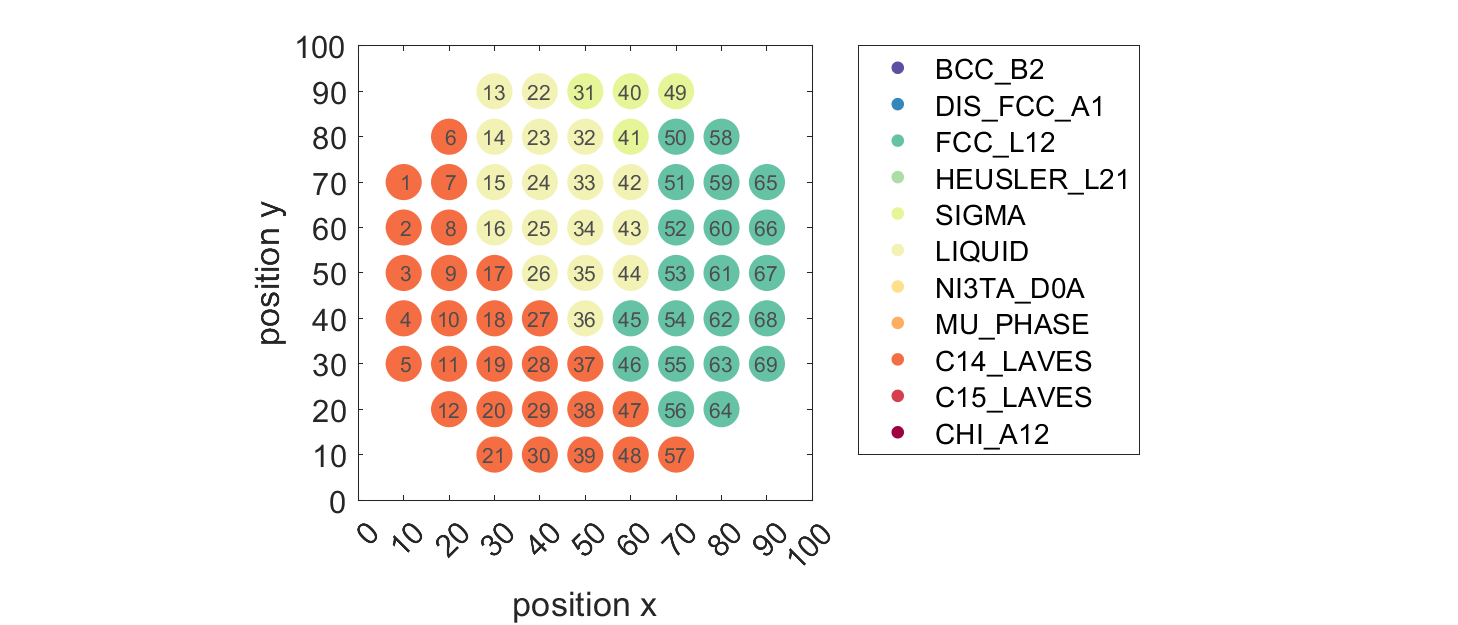 100
90
80
70
60
50
40
30
20
10
0
position y
13 22 31 40 49
6 14 23 32 41 50 58
1 7 15 24 33 42 51 59 65
2 8 16 25 34 43 52 60 66
3 9 17 26 35 44 53 61 67
4 10 18 27 36 45 54 62 68
5 11 19 28 37 46 55 63 69
12 20 29 38 47 56 64
21 30 39 48 57
0 10 20 30 40 50 60 70 80 90 100
position x
BCC_B2
DIS_FCC_A1
FCC_L12
HEUSLER_L21
SIGMA
LIQUID
NI3TA_D0A
MU_PHASE
C14_LAVES
C15_LAVES
CHI_A12